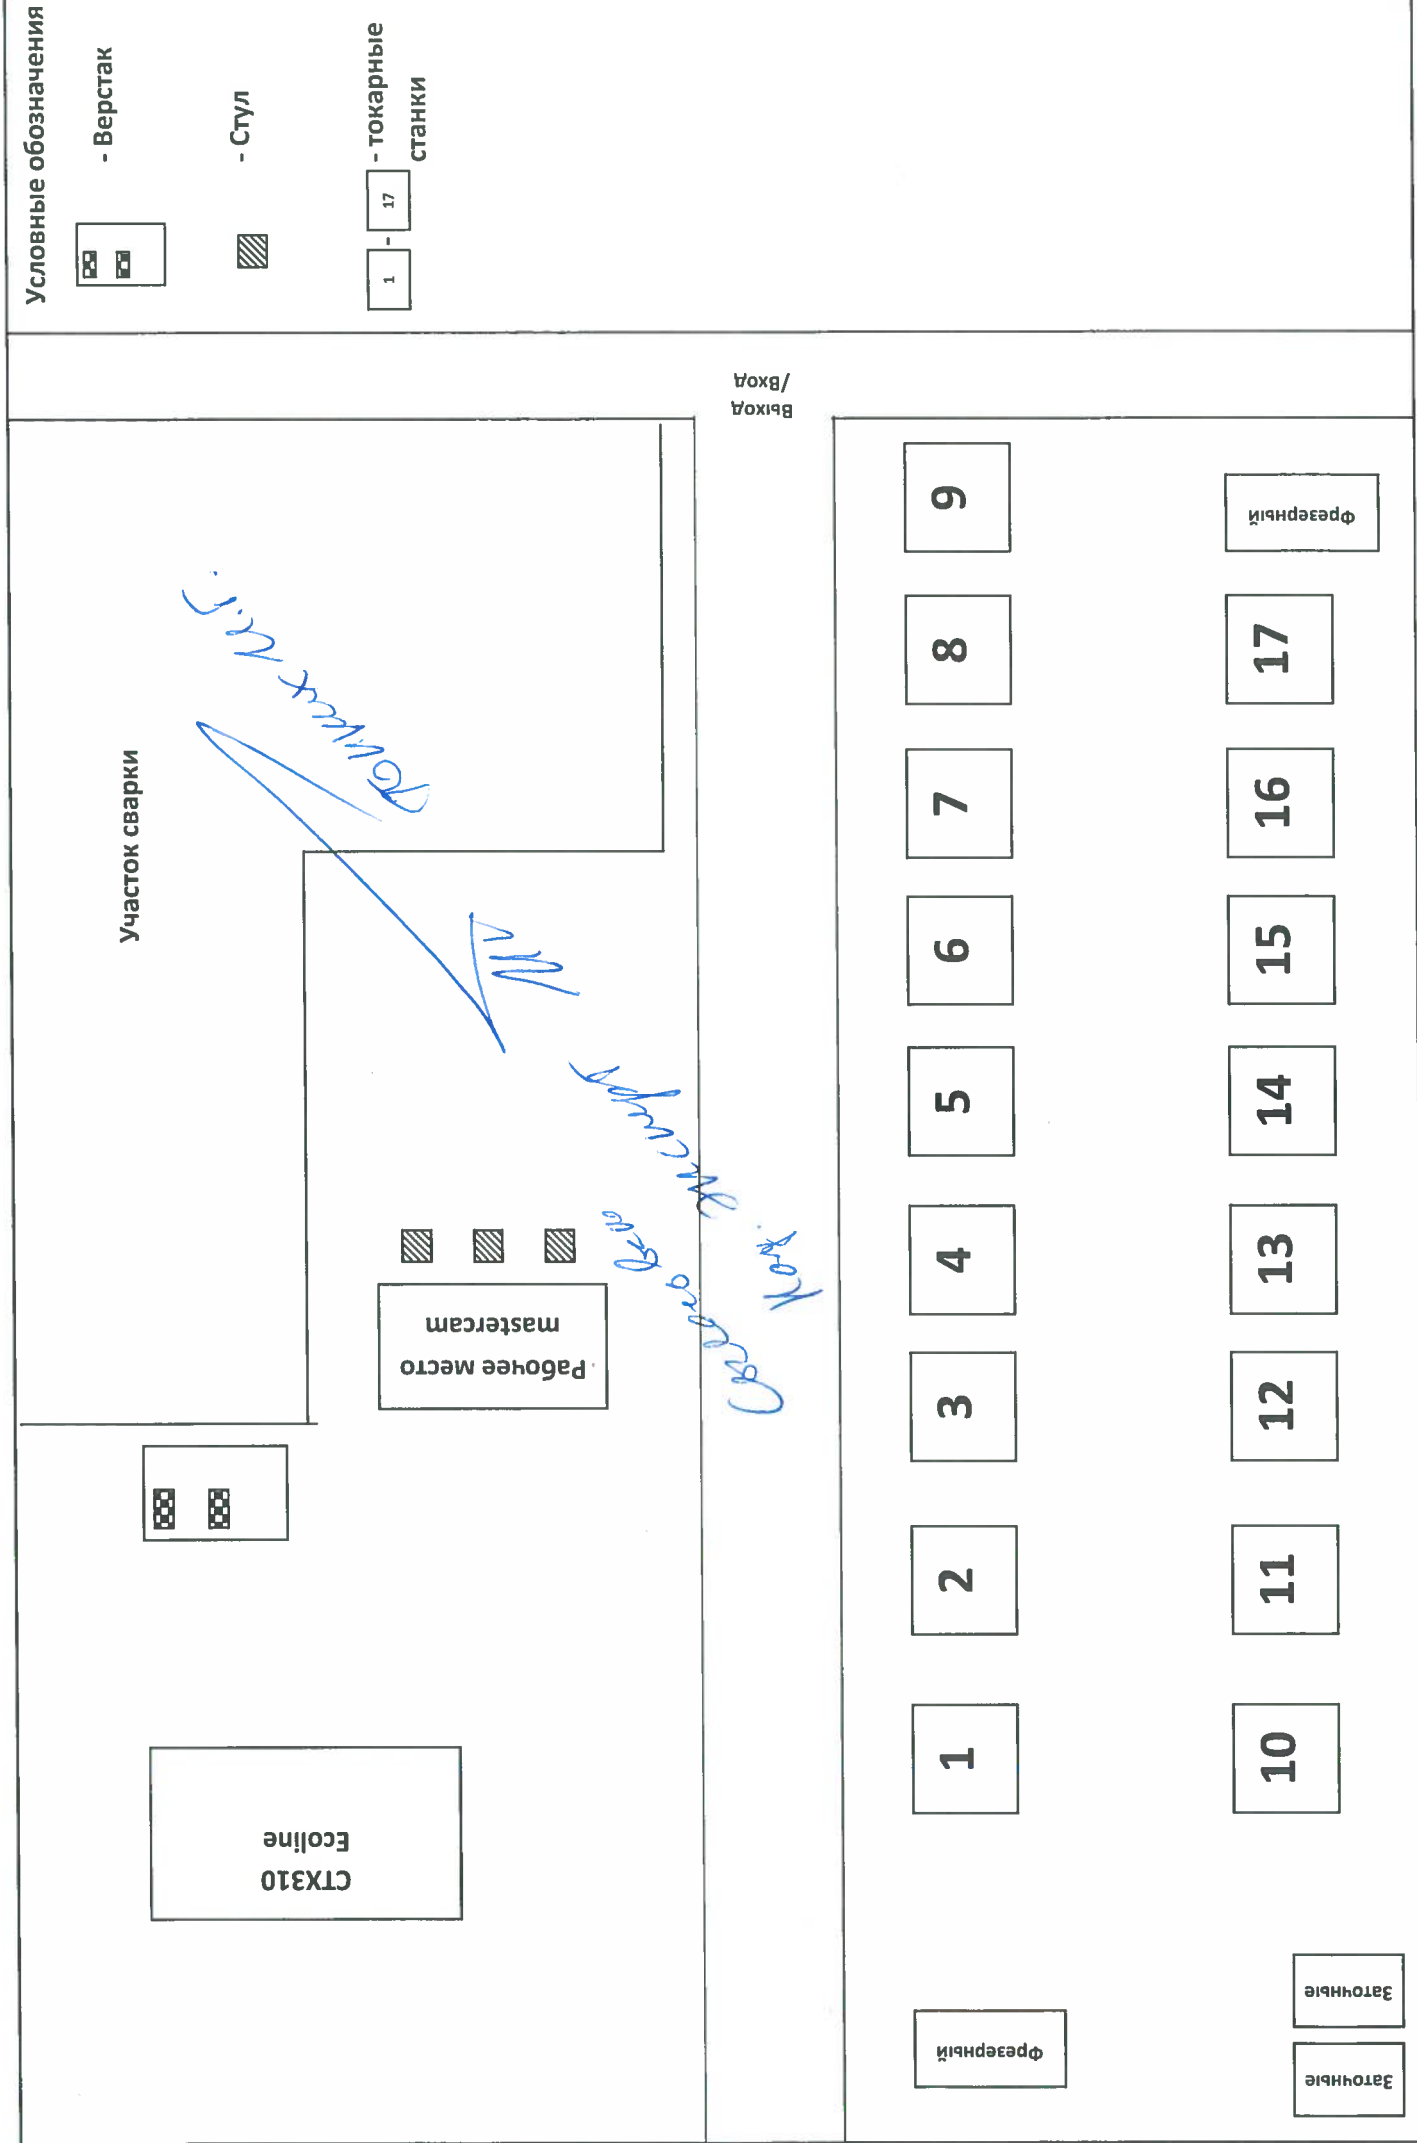 Условные обозначения
- Верстак
- Стул
1 - 17 - токарные
станки
Участок сварки
Выход
/Вход
Рабочее место
mastercam
CTX310
Ecoline
1 2 3 4 5 6 7 8 9
10 11 12 13 14 15 16 17
Фрезерный
Фрезерный
Заточные
Заточные